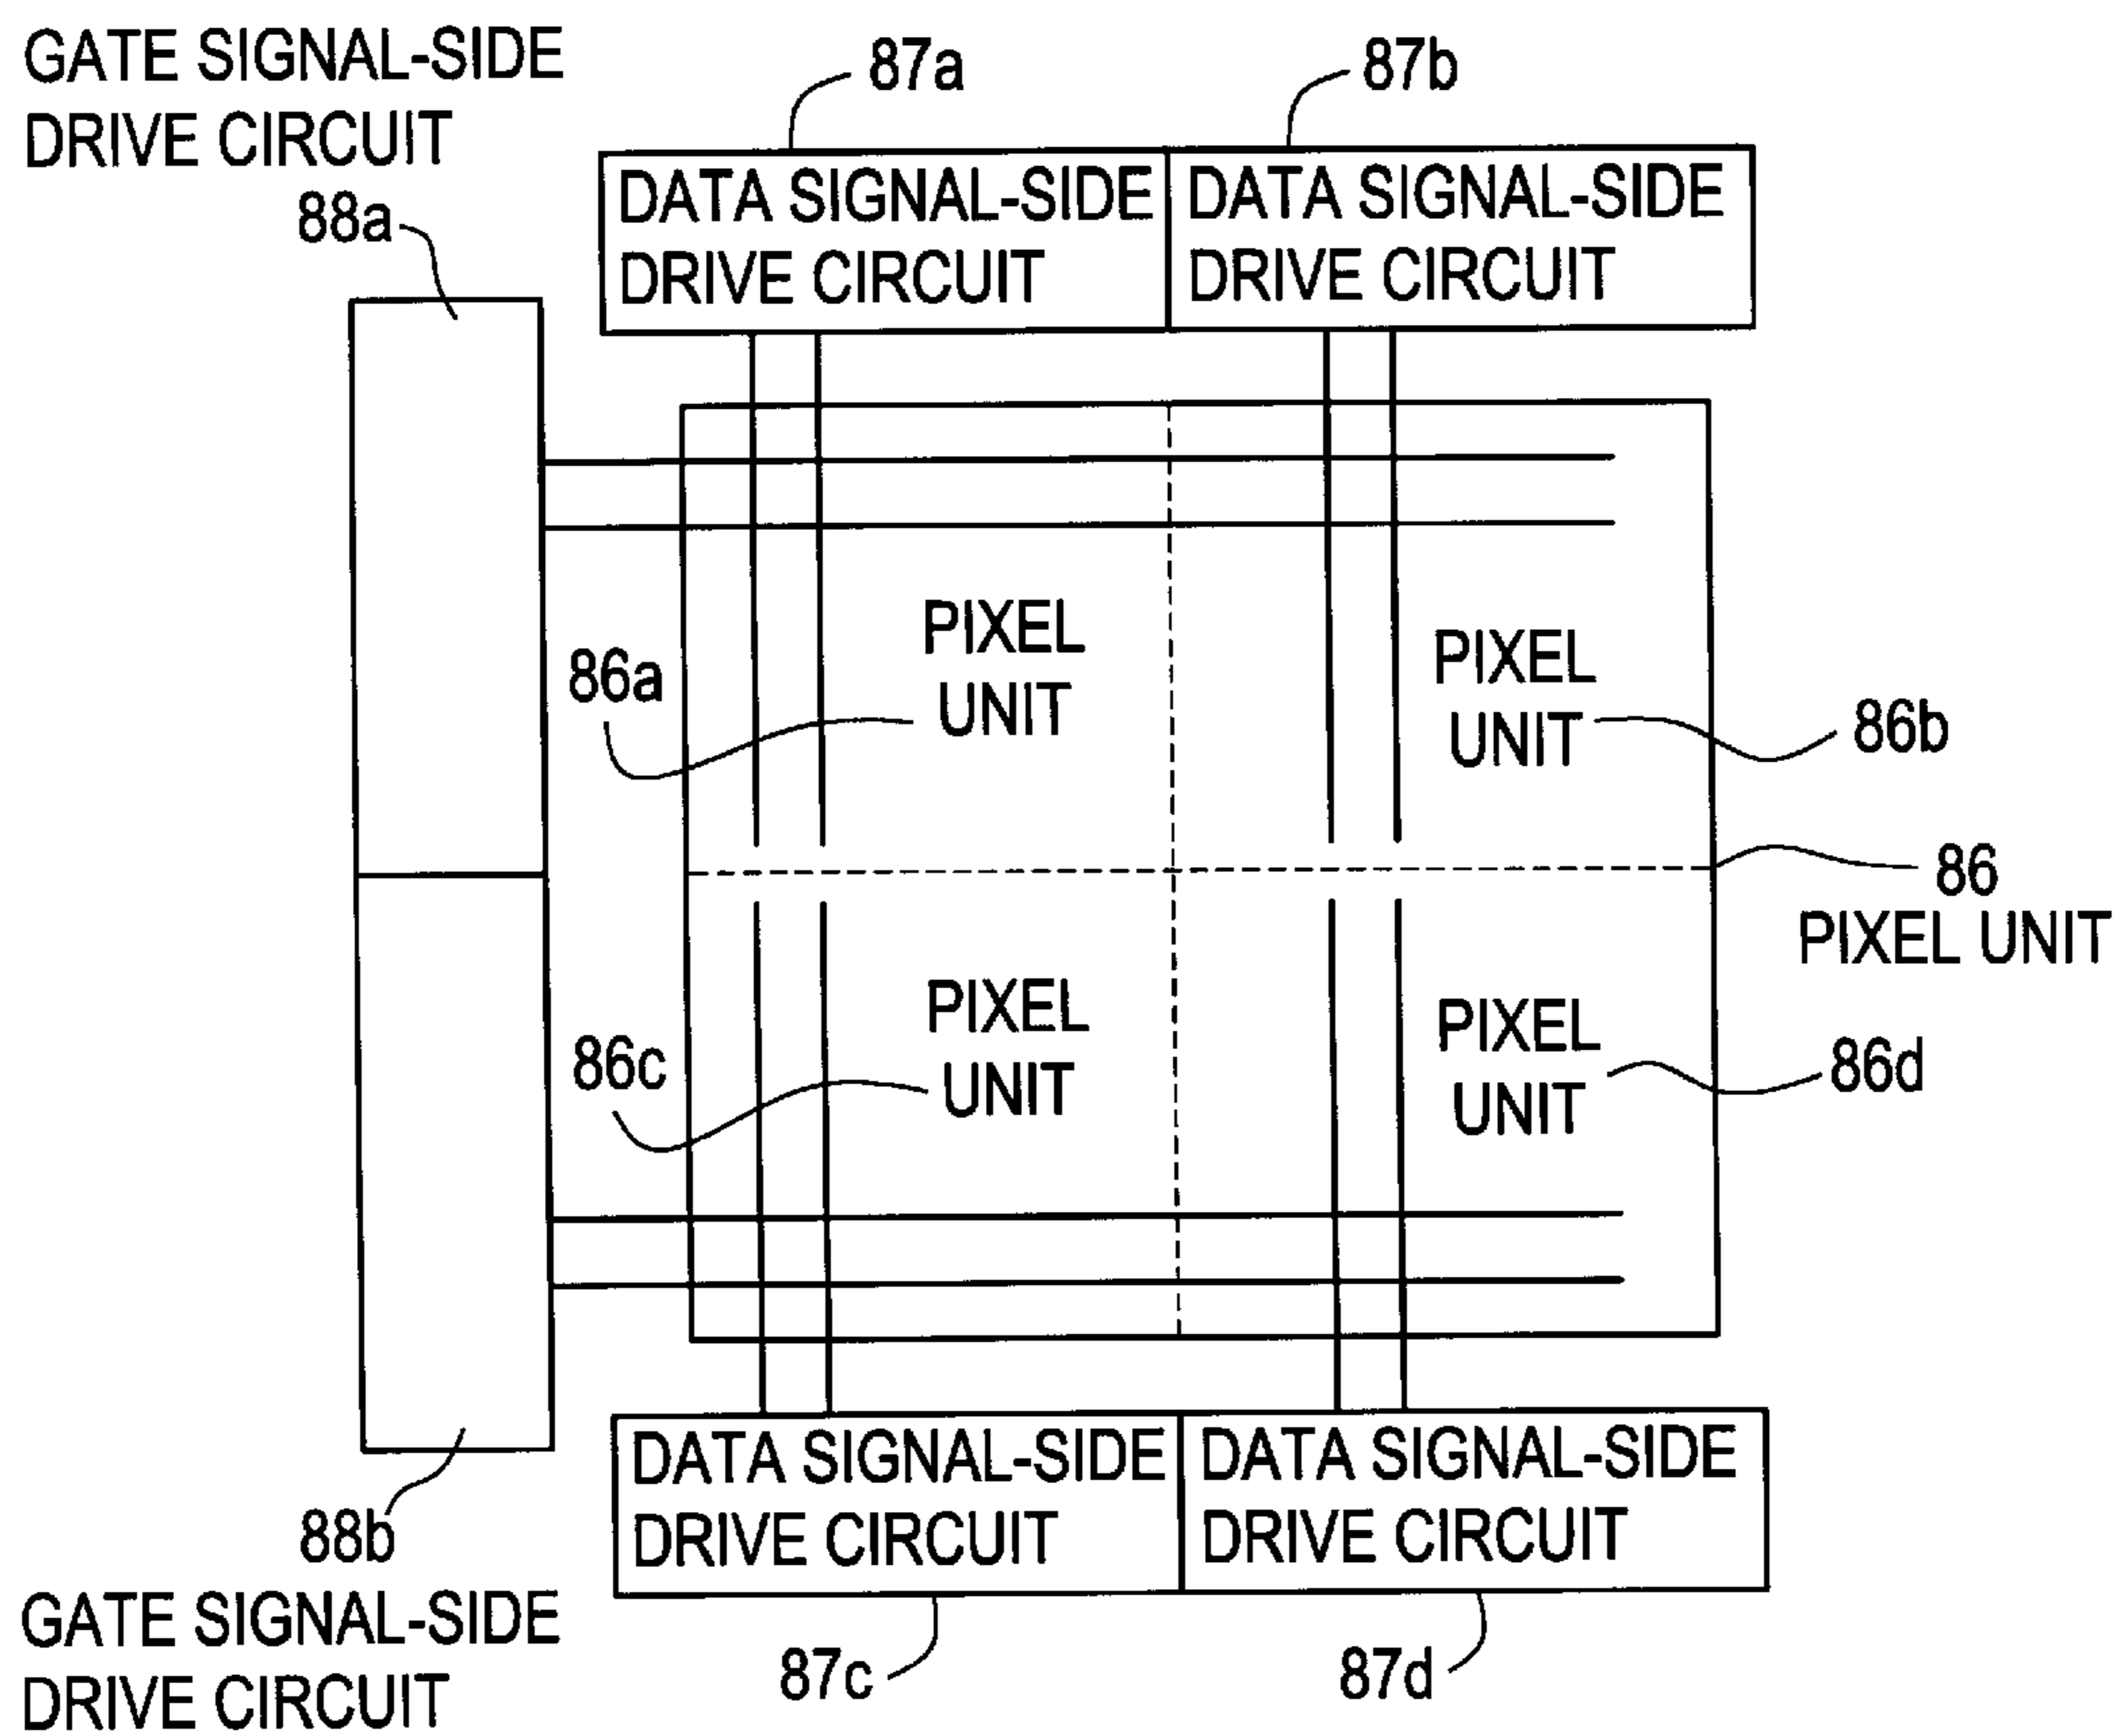 GATE SIGNAL-SIDE
DRIVE CIRCUIT
88a
87a
87b
DATA SIGNAL-SIDE
DRIVE CIRCUIT
DATA SIGNAL-SIDE
DRIVE CIRCUIT
PIXEL
UNIT
86a
PIXEL
UNIT
86b
86
PIXEL UNIT
PIXEL
UNIT
86c
PIXEL
UNIT
86d
DATA SIGNAL-SIDE
DRIVE CIRCUIT
DATA SIGNAL-SIDE
DRIVE CIRCUIT
88b
GATE SIGNAL-SIDE
DRIVE CIRCUIT
87c
87d